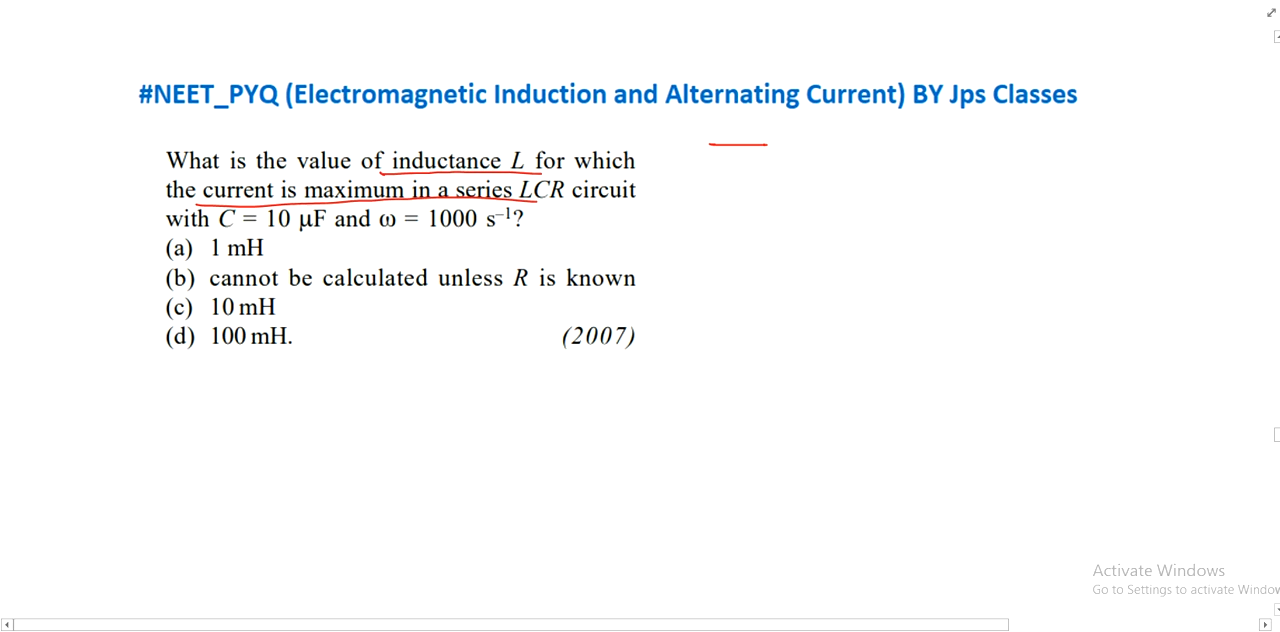 #NEET_PYQ (Electromagnetic Induction and Alternating Current) BY Jps Classes
What is the value of inductance L for which
the current is maximum in a series LCR circuit
with C = 10 μF and ω = 1000 s⁻¹?
(a) 1 mH
(b) cannot be calculated unless R is known
(c) 10 mH
(d) 100 mH. (2007)
Activate Windows
Go to Settings to activate Window